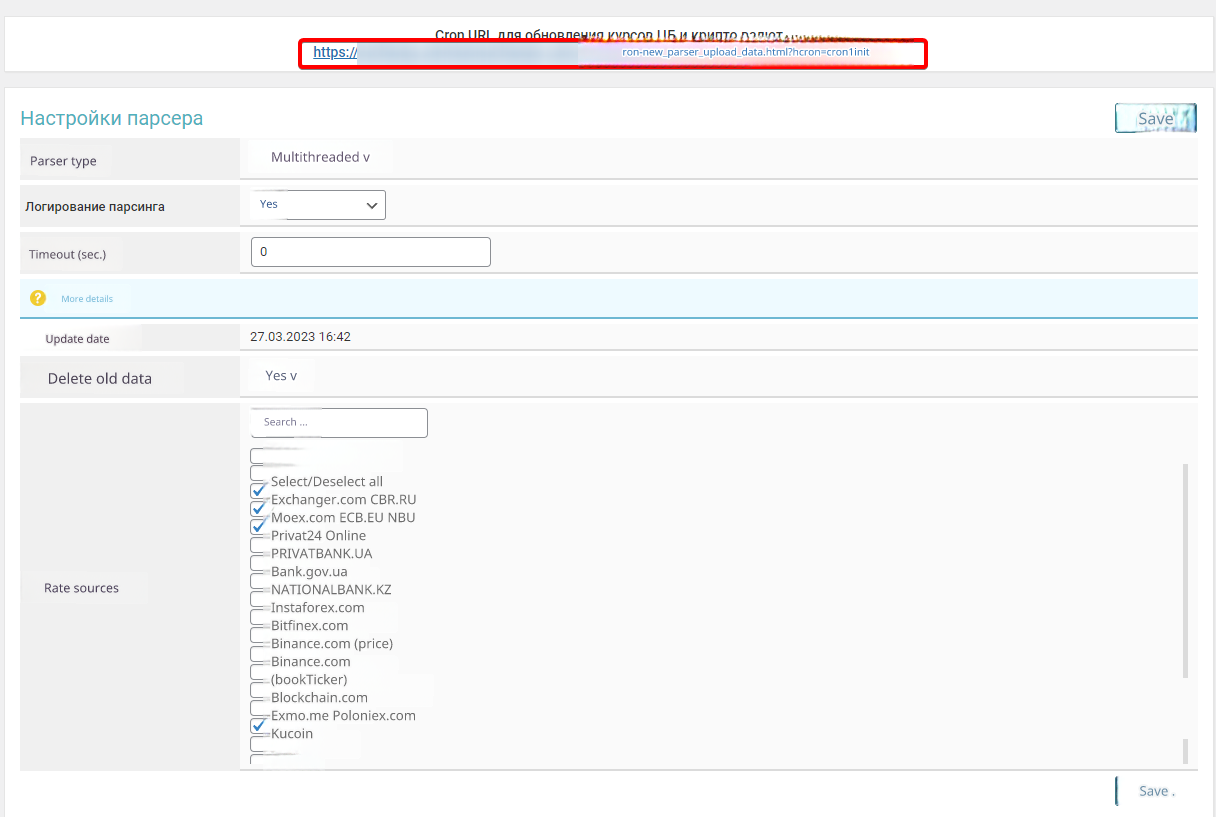 Cron URL для обновления курсов ЦБ и крипто валют
https:// ron-new_parser_upload_data.html?hcron=cron1init
Настройки парсера
Save
Parser type
Multithreaded v
Логирование парсинга
Yes
Timeout (sec.)
0
? More details
Update date
27.03.2023 16:42
Delete old data
Yes v
Search ...
Select/Deselect all
Exchanger.com CBR.RU
Moex.com ECB.EU NBU
Privat24 Online
PRIVATBANK.UA
Bank.gov.ua
NATIONALBANK.KZ
Rate sources
Instaforex.com
Bitfinex.com
Binance.com (price)
Binance.com
(bookTicker)
Blockchain.com
Exmo.me Poloniex.com
Kucoin
Save .